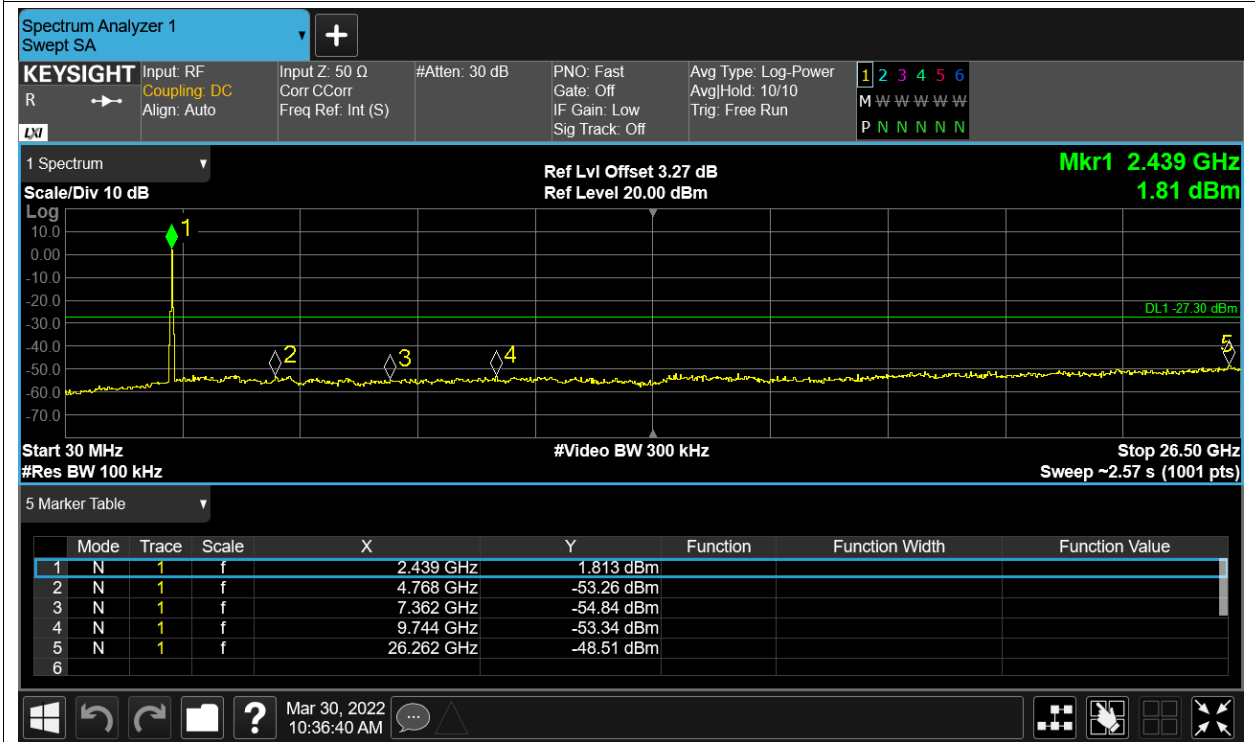 Spectrum Analyzer 1
Swept SA
+
KEYSIGHT
R
LXI
Input: RF
Coupling: DC
Align: Auto
Input Z: 50 Ω
Corr CCorr
Freq Ref: Int (S)
#Atten: 30 dB
PNO: Fast
Gate: Off
IF Gain: Low
Sig Track: Off
Avg Type: Log-Power
Avg|Hold: 10/10
Trig: Free Run
1 2 3 4 5 6
M W W W W W
P N N N N N
1 Spectrum
Scale/Div 10 dB
Ref Lvl Offset 3.27 dB
Ref Level 20.00 dBm
Mkr1 2.439 GHz
1.81 dBm
Log
10.0
0.00
-10.0
-20.0
-30.0
-40.0
-50.0
-60.0
-70.0
1
2
3
4
5
DL1 -27.30 dBm
Start 30 MHz
#Res BW 100 kHz
#Video BW 300 kHz
Stop 26.50 GHz
Sweep ~2.57 s (1001 pts)
5 Marker Table
Mode Trace Scale X Y Function Function Width Function Value
1 N 1 f 2.439 GHz 1.813 dBm
2 N 1 f 4.768 GHz -53.26 dBm
3 N 1 f 7.362 GHz -54.84 dBm
4 N 1 f 9.744 GHz -53.34 dBm
5 N 1 f 26.262 GHz -48.51 dBm
6
?
Mar 30, 2022
10:36:40 AM